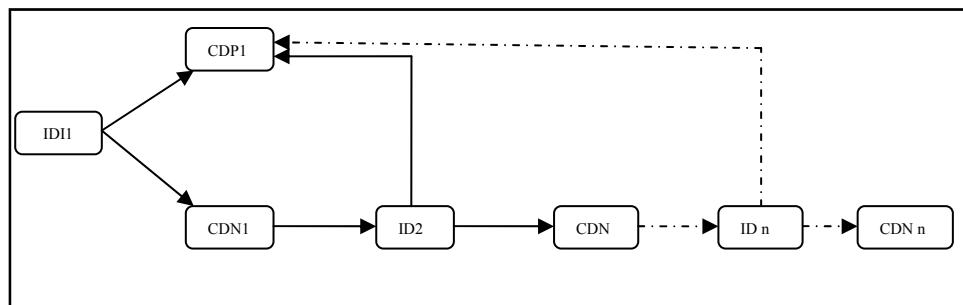 CDP1
IDI1
CDN1
ID2
CDN
ID n
CDN n